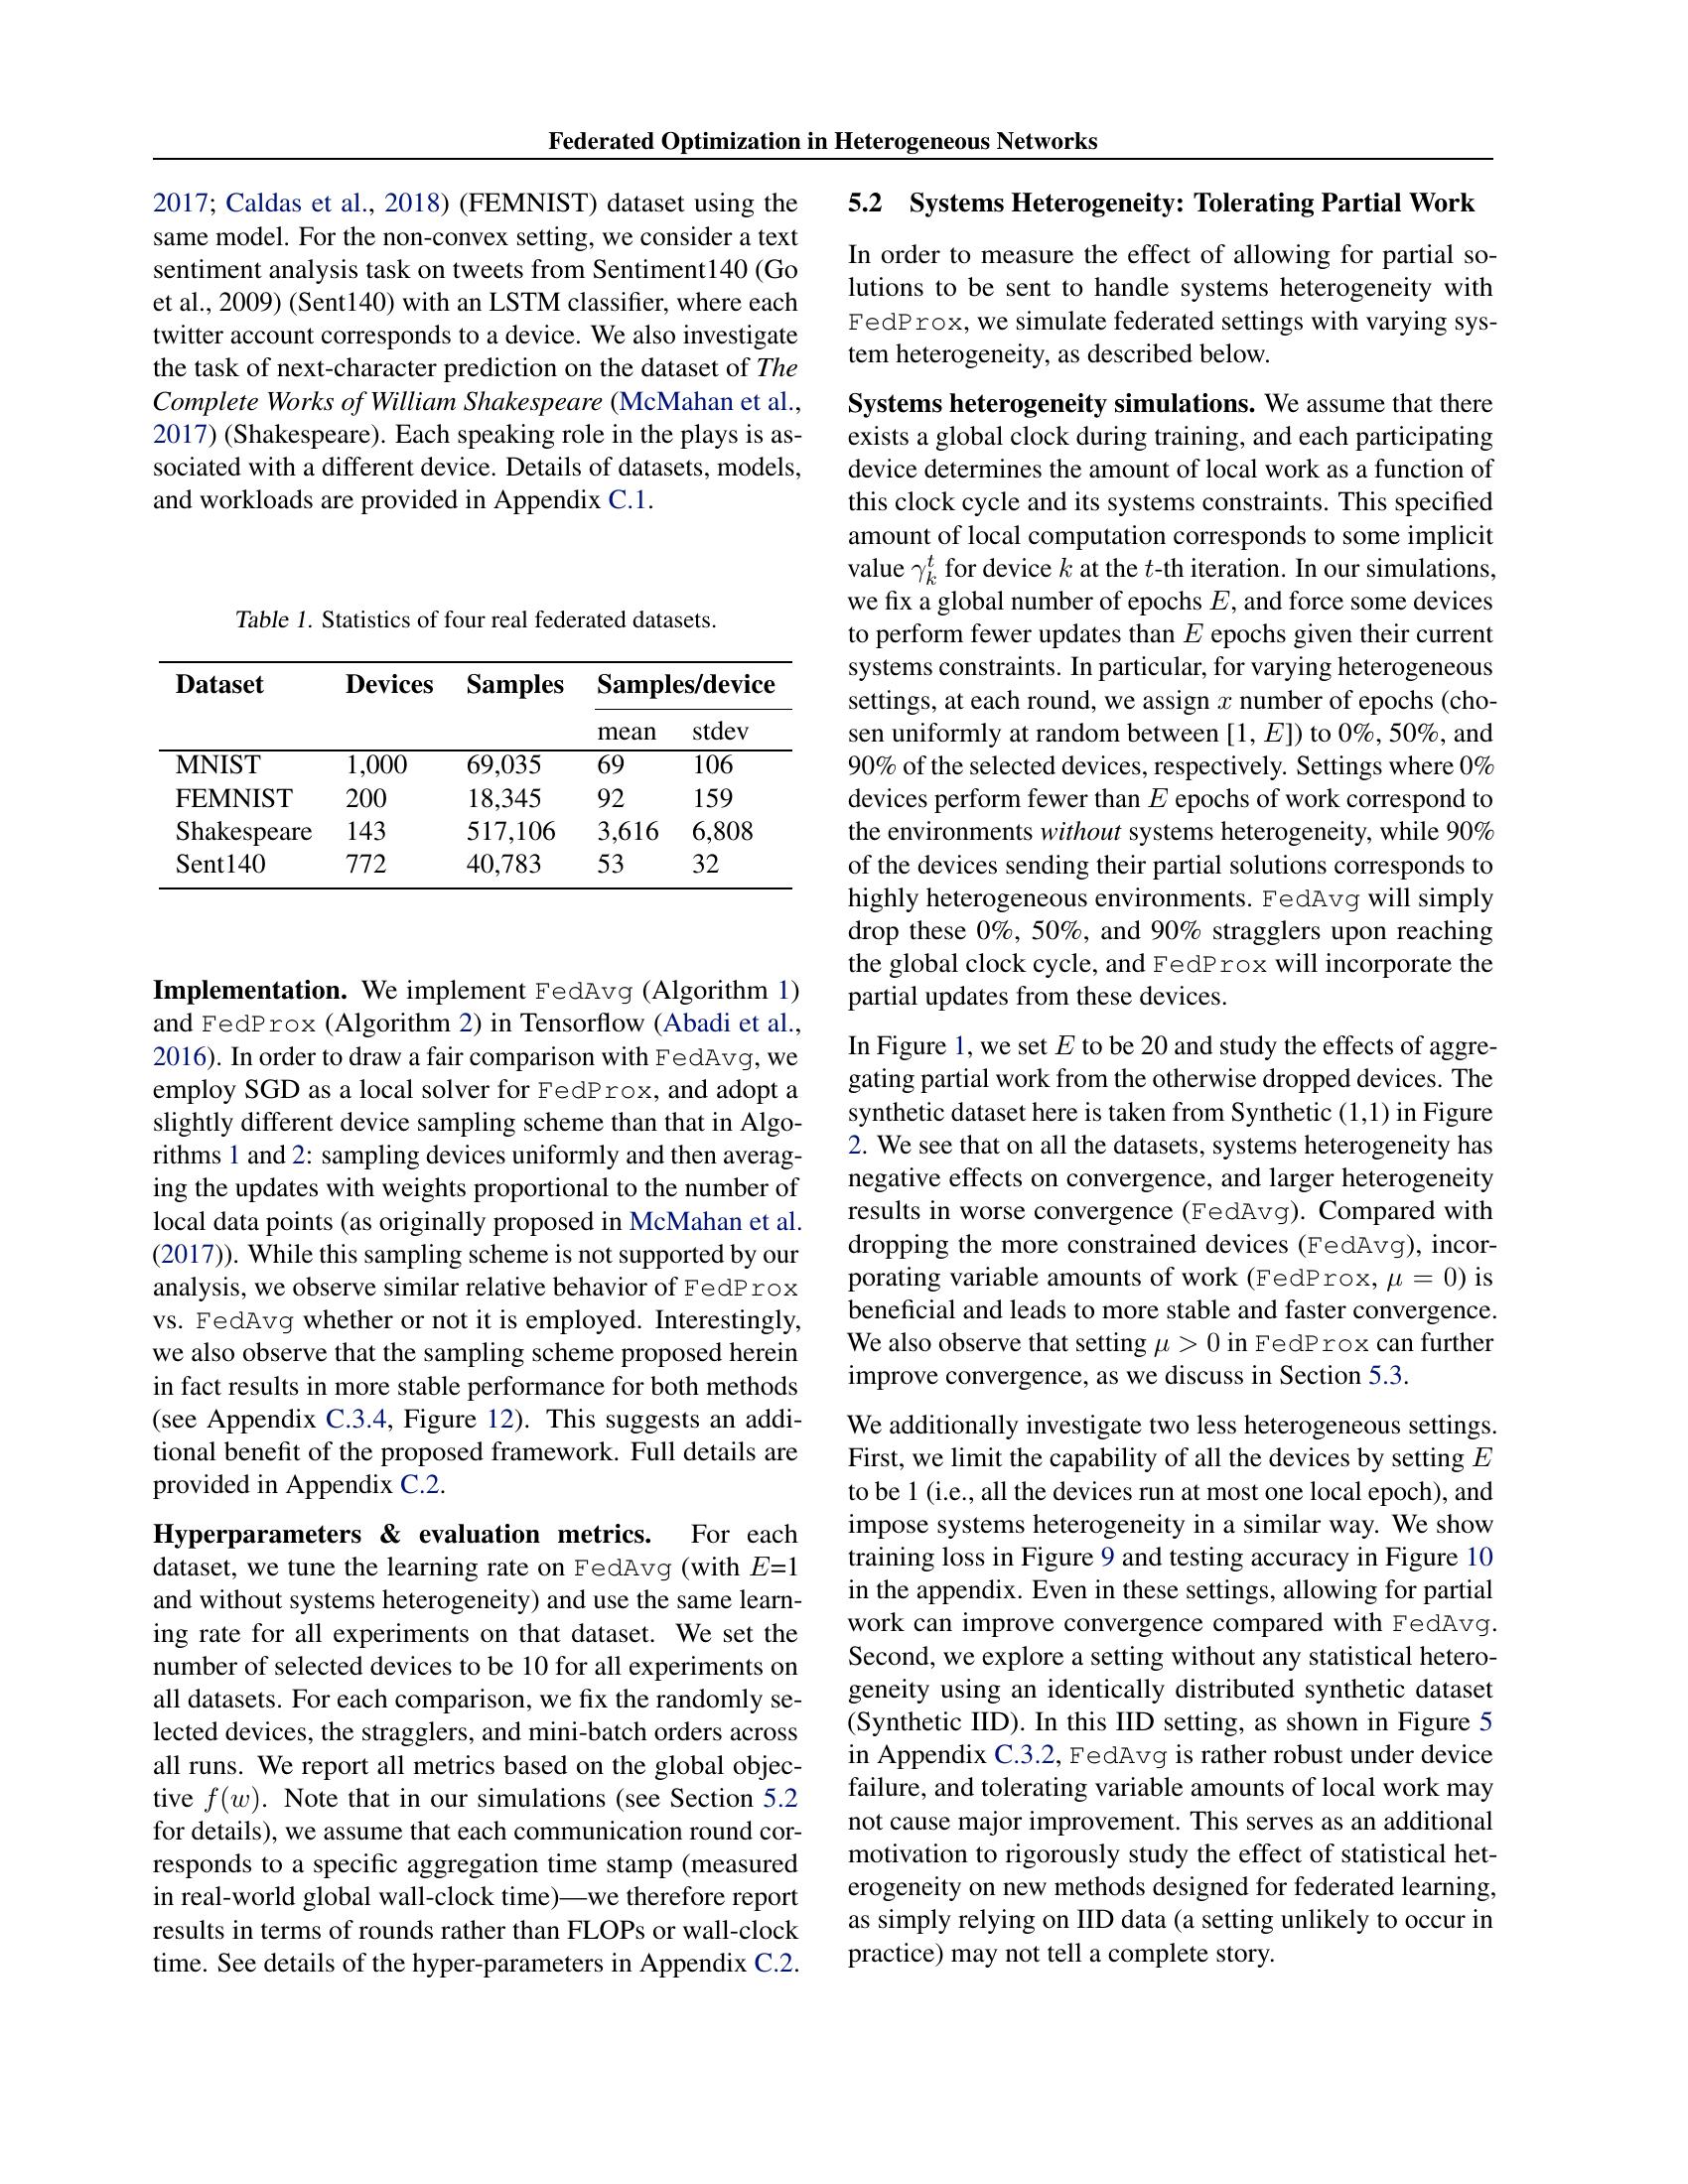 Federated Optimization in Heterogeneous Networks
2017; Caldas et al., 2018) (FEMNIST) dataset using the
same model. For the non-convex setting, we consider a text
sentiment analysis task on tweets from Sentiment140 (Go
et al., 2009) (Sent140) with an LSTM classifier, where each
twitter account corresponds to a device. We also investigate
the task of next-character prediction on the dataset of The
Complete Works of William Shakespeare (McMahan et al.,
2017) (Shakespeare). Each speaking role in the plays is as-
sociated with a different device. Details of datasets, models,
and workloads are provided in Appendix C.1.
Table 1. Statistics of four real federated datasets.
Dataset Devices Samples Samples/device
mean stdev
MNIST 1,000 69,035 69 106
FEMNIST 200 18,345 92 159
Shakespeare 143 517,106 3,616 6,808
Sent140 772 40,783 53 32
Implementation. We implement FedAvg (Algorithm 1)
and FedProx (Algorithm 2) in Tensorflow (Abadi et al.,
2016). In order to draw a fair comparison with FedAvg, we
employ SGD as a local solver for FedProx, and adopt a
slightly different device sampling scheme than that in Algo-
rithms 1 and 2: sampling devices uniformly and then averag-
ing the updates with weights proportional to the number of
local data points (as originally proposed in McMahan et al.
(2017)). While this sampling scheme is not supported by our
analysis, we observe similar relative behavior of FedProx
vs. FedAvg whether or not it is employed. Interestingly,
we also observe that the sampling scheme proposed herein
in fact results in more stable performance for both methods
(see Appendix C.3.4, Figure 12). This suggests an addi-
tional benefit of the proposed framework. Full details are
provided in Appendix C.2.
Hyperparameters & evaluation metrics. For each
dataset, we tune the learning rate on FedAvg (with E=1
and without systems heterogeneity) and use the same learn-
ing rate for all experiments on that dataset. We set the
number of selected devices to be 10 for all experiments on
all datasets. For each comparison, we fix the randomly se-
lected devices, the stragglers, and mini-batch orders across
all runs. We report all metrics based on the global objec-
tive f(w). Note that in our simulations (see Section 5.2
for details), we assume that each communication round cor-
responds to a specific aggregation time stamp (measured
in real-world global wall-clock time)—we therefore report
results in terms of rounds rather than FLOPs or wall-clock
time. See details of the hyper-parameters in Appendix C.2.
5.2 Systems Heterogeneity: Tolerating Partial Work
In order to measure the effect of allowing for partial so-
lutions to be sent to handle systems heterogeneity with
FedProx, we simulate federated settings with varying sys-
tem heterogeneity, as described below.
Systems heterogeneity simulations. We assume that there
exists a global clock during training, and each participating
device determines the amount of local work as a function of
this clock cycle and its systems constraints. This specified
amount of local computation corresponds to some implicit
value γ_k^t for device k at the t-th iteration. In our simulations,
we fix a global number of epochs E, and force some devices
to perform fewer updates than E epochs given their current
systems constraints. In particular, for varying heterogeneous
settings, at each round, we assign x number of epochs (cho-
sen uniformly at random between [1, E]) to 0%, 50%, and
90% of the selected devices, respectively. Settings where 0%
devices perform fewer than E epochs of work correspond to
the environments without systems heterogeneity, while 90%
of the devices sending their partial solutions corresponds to
highly heterogeneous environments. FedAvg will simply
drop these 0%, 50%, and 90% stragglers upon reaching
the global clock cycle, and FedProx will incorporate the
partial updates from these devices.
In Figure 1, we set E to be 20 and study the effects of aggre-
gating partial work from the otherwise dropped devices. The
synthetic dataset here is taken from Synthetic (1,1) in Figure
2. We see that on all the datasets, systems heterogeneity has
negative effects on convergence, and larger heterogeneity
results in worse convergence (FedAvg). Compared with
dropping the more constrained devices (FedAvg), incor-
porating variable amounts of work (FedProx, μ = 0) is
beneficial and leads to more stable and faster convergence.
We also observe that setting μ > 0 in FedProx can further
improve convergence, as we discuss in Section 5.3.
We additionally investigate two less heterogeneous settings.
First, we limit the capability of all the devices by setting E
to be 1 (i.e., all the devices run at most one local epoch), and
impose systems heterogeneity in a similar way. We show
training loss in Figure 9 and testing accuracy in Figure 10
in the appendix. Even in these settings, allowing for partial
work can improve convergence compared with FedAvg.
Second, we explore a setting without any statistical hetero-
geneity using an identically distributed synthetic dataset
(Synthetic IID). In this IID setting, as shown in Figure 5
in Appendix C.3.2, FedAvg is rather robust under device
failure, and tolerating variable amounts of local work may
not cause major improvement. This serves as an additional
motivation to rigorously study the effect of statistical het-
erogeneity on new methods designed for federated learning,
as simply relying on IID data (a setting unlikely to occur in
practice) may not tell a complete story.